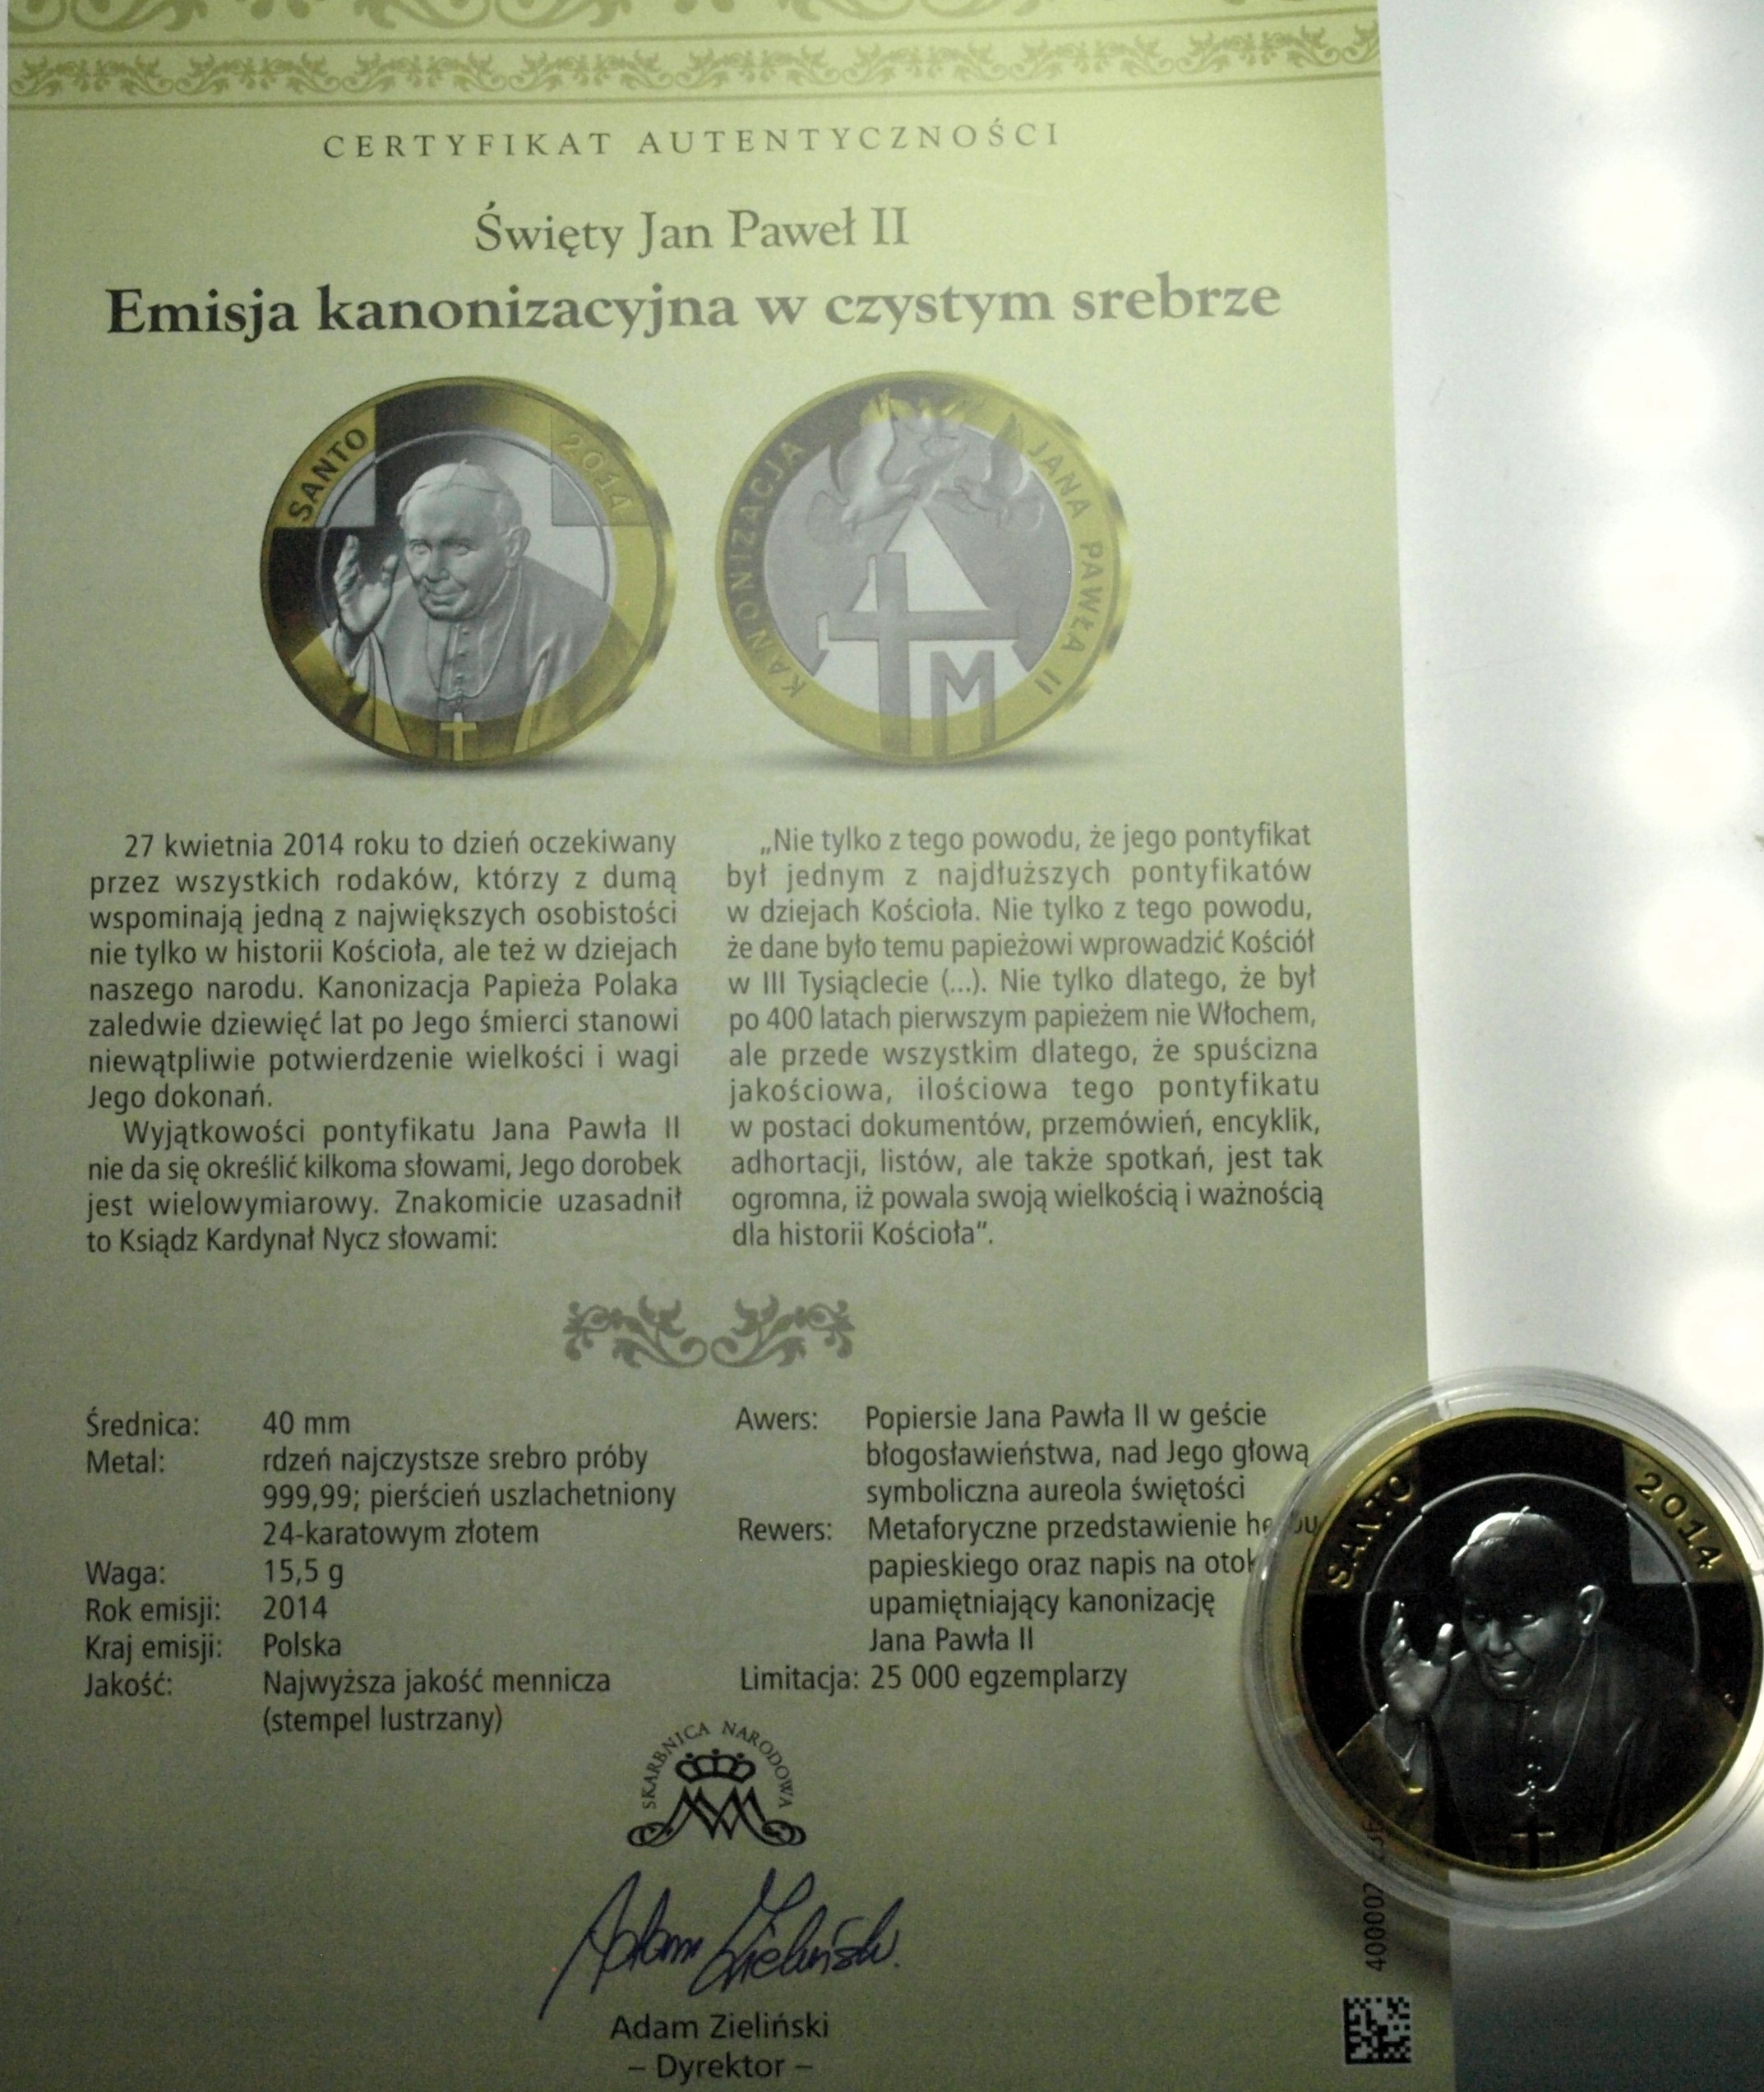 CERTYFIKAT AUTENTYCZNOŚCI
Święty Jan Paweł II
Emisja kanonizacyjna w czystym srebrze
SANTO
2014
KANONIZACJA
JANA PAWŁA II
M
27 kwietnia 2014 roku to dzień oczekiwany
przez wszystkich rodaków, którzy z dumą
wspominają jedną z największych osobistości
nie tylko w historii Kościoła, ale też w dziejach
naszego narodu. Kanonizacja Papieża Polaka
zaledwie dziewięć lat po Jego śmierci stanowi
niewątpliwie potwierdzenie wielkości i wagi
Jego dokonań.
Wyjątkowości pontyfikatu Jana Pawła II
nie da się określić kilkoma słowami, Jego dorobek
jest wielowymiarowy. Znakomicie uzasadnił
to Ksiądz Kardynał Nycz słowami:
„Nie tylko z tego powodu, że jego pontyfikat
był jednym z najdłuższych pontyfikatów
w dziejach Kościoła. Nie tylko z tego powodu,
że dane było temu papieżowi wprowadzić Kościół
w III Tysiąclecie (...). Nie tylko dlatego, że był
po 400 latach pierwszym papieżem nie Włochem,
ale przede wszystkim dlatego, że spuścizna
jakościowa, ilościowa tego pontyfikatu
w postaci dokumentów, przemówień, encyklik,
adhortacji, listów, ale także spotkań, jest tak
ogromna, iż powala swoją wielkością i ważnością
dla historii Kościoła”.
Średnica: 40 mm
Metal: rdzeń najczystsze srebro próby
999,99; pierścień uszlachetniony
24-karatowym złotem
Waga: 15,5 g
Rok emisji: 2014
Kraj emisji: Polska
Jakość: Najwyższa jakość mennicza
(stempel lustrzany)
Awers: Popiersie Jana Pawła II w geście
błogosławieństwa, nad Jego głową
symboliczna aureola świętości
Rewers: Metaforyczne przedstawienie
papieskiego oraz napis na
upamiętniający kanonizację
Jana Pawła II
Limitacja: 25 000 egzemplarzy
SKARBNICA NARODOWA
Adam Zieliński
Adam Zieliński
– Dyrektor –
SANTO
2014